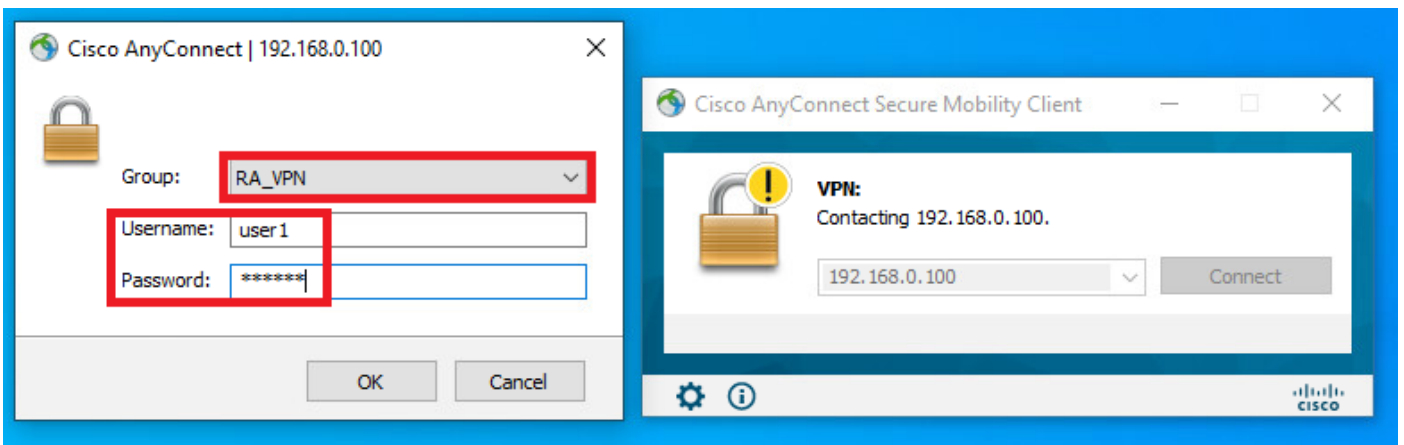 Cisco AnyConnect | 192.168.0.100
Group: RA_VPN
Username: user1
Password: ******
OK Cancel
Cisco AnyConnect Secure Mobility Client
VPN:
Contacting 192.168.0.100.
192.168.0.100 Connect
CISCO